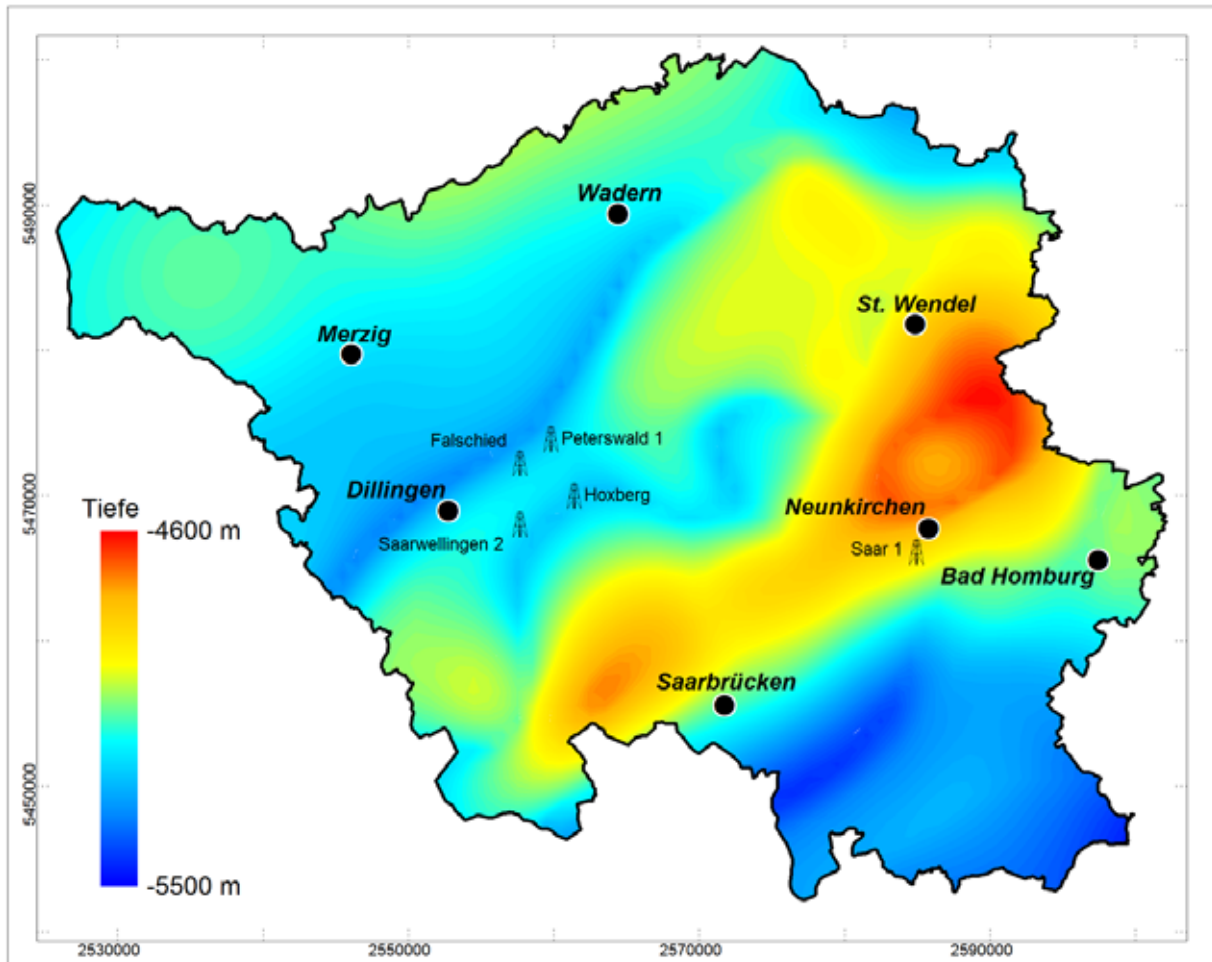 Wadern
5490000
St. Wendel
Merzig
Falschied
Peterswald 1
Dillingen
Hoxberg
Neunkirchen
5470000
Tiefe
-4600 m
Saarwellingen 2
Saar 1
Bad Homburg
Saarbrücken
5450000
-5500 m
2530000
2550000
2570000
2590000